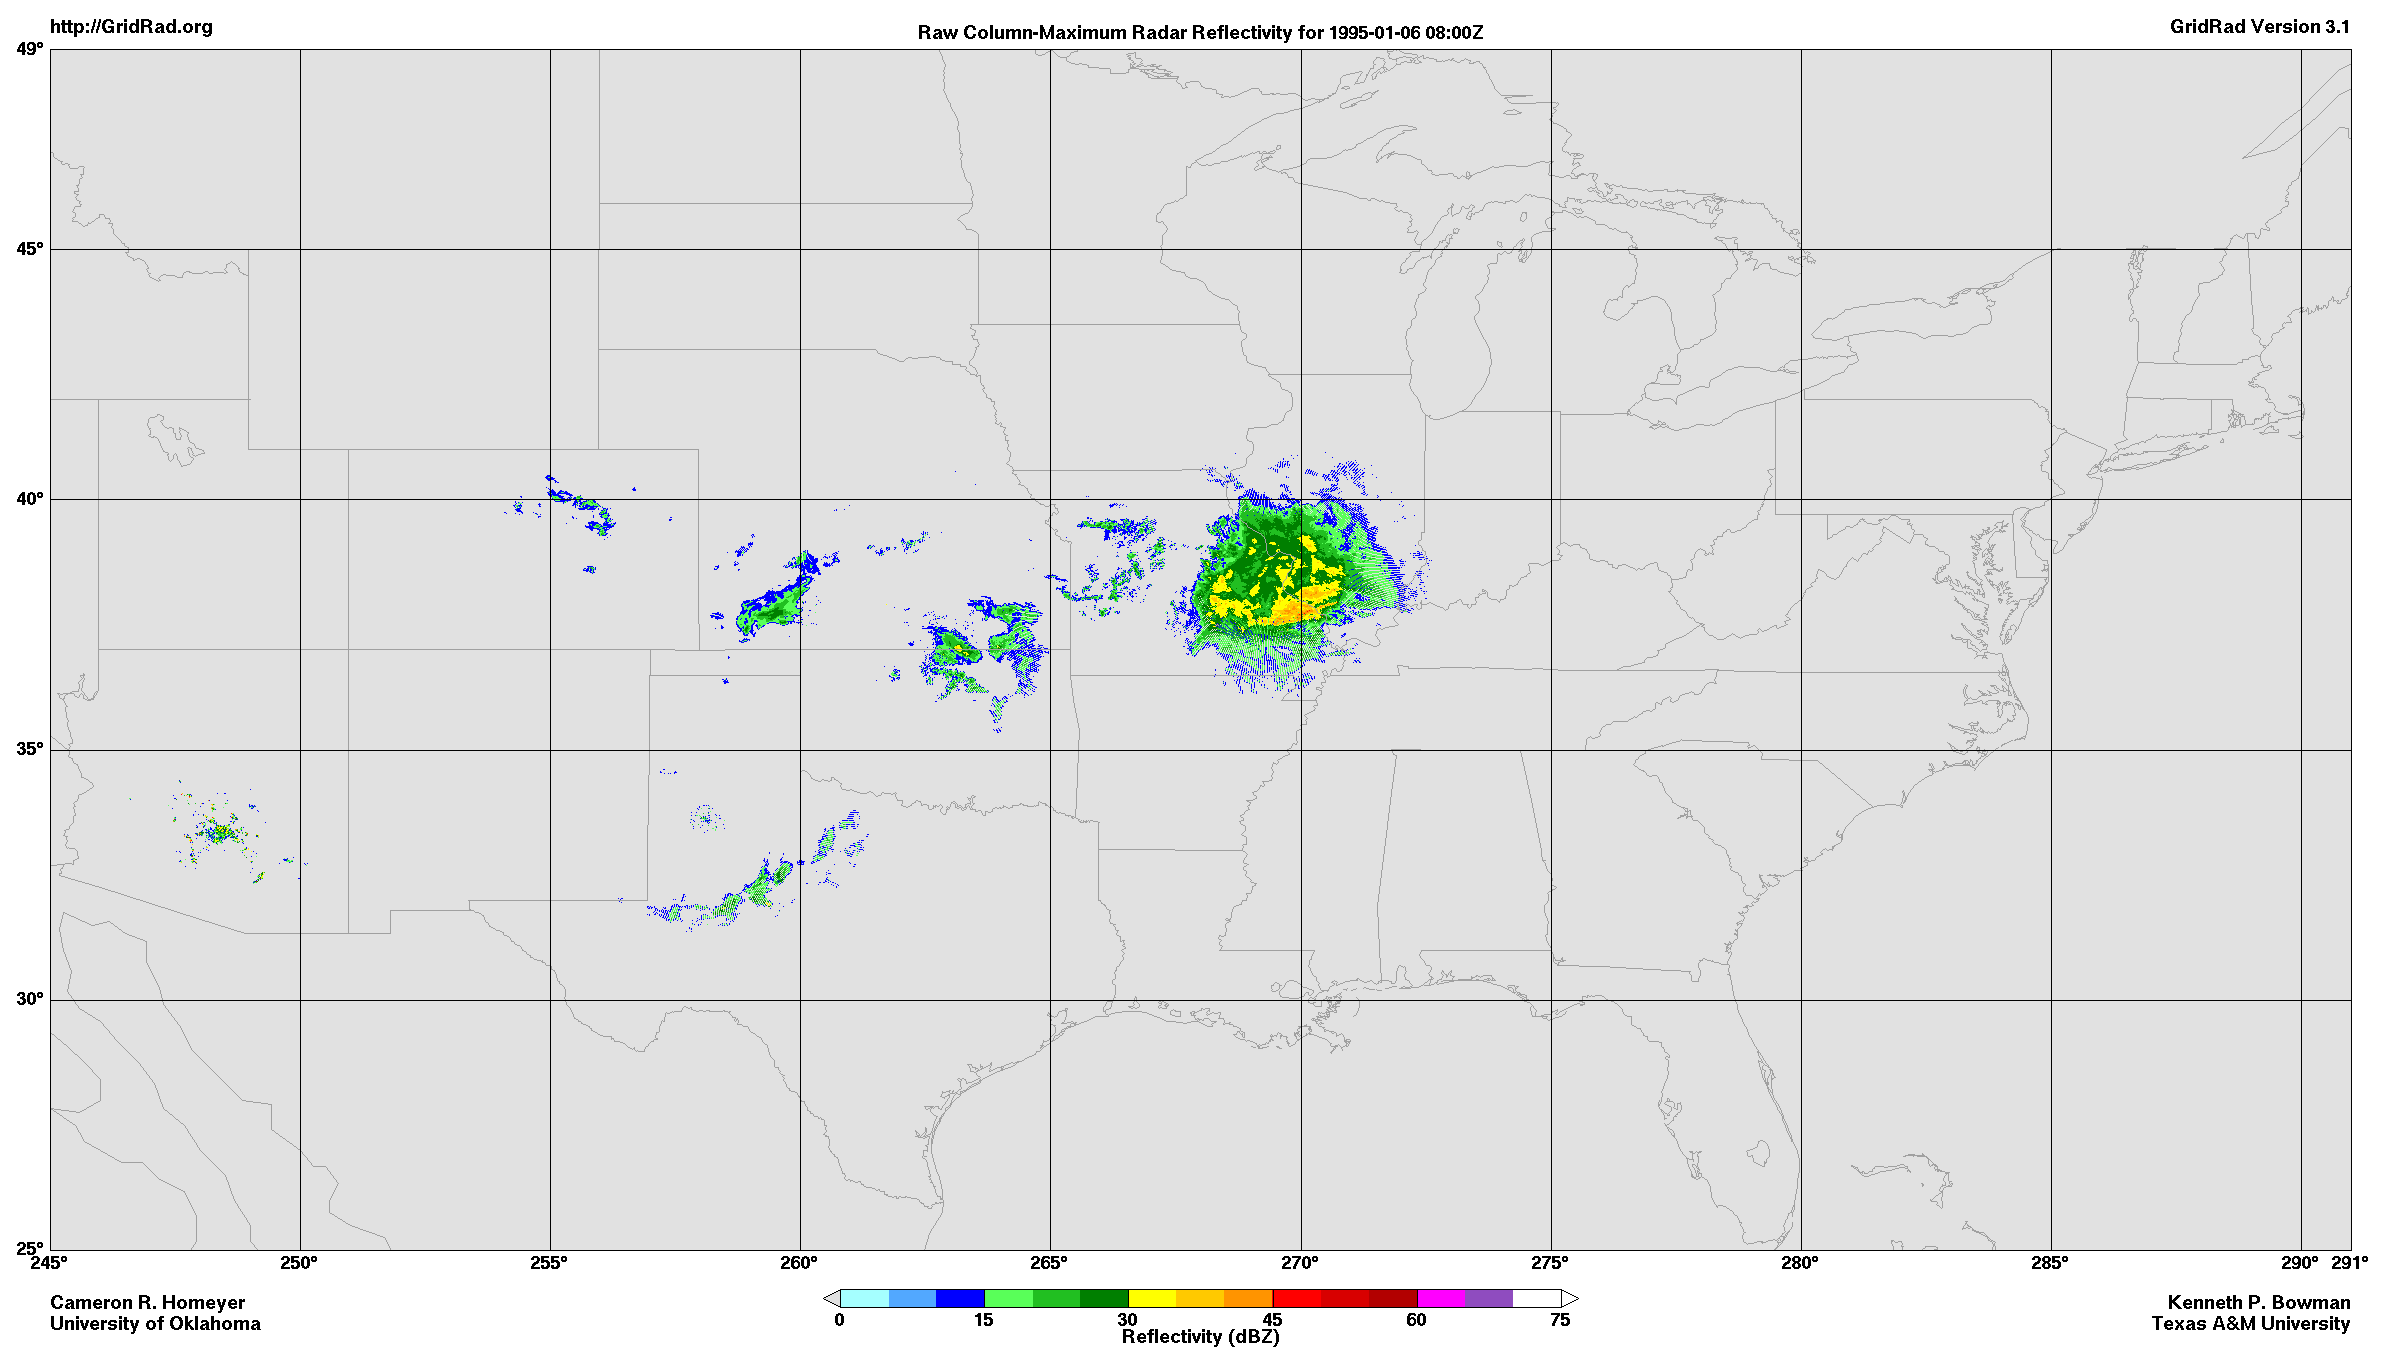 http://GridRad.org
Raw Column-Maximum Radar Reflectivity for 1995-01-06 08:00Z
GridRad Version 3.1
49°
45°
40°
35°
30°
25°
245° 250° 255° 260° 265° 270° 275° 280° 285° 290° 291°
0 15 30 45 60 75
Reflectivity (dBZ)
Cameron R. Homeyer
University of Oklahoma
Kenneth P. Bowman
Texas A&M University